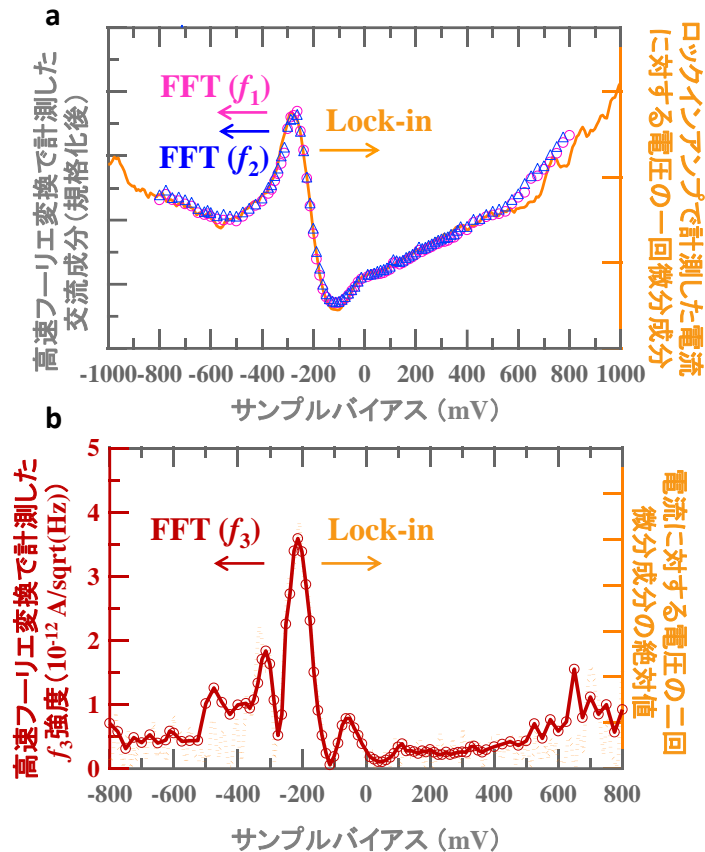 a
高速フーリエ変換で計測した
交流成分(規格化後)
FFT (f1)
FFT (f2)
Lock-in
ロックインアンプで計測した電流
に対する電圧の一回微分成分
-1000 -800 -600 -400 -200 0 200 400 600 800 1000
サンプルバイアス (mV)
b
高速フーリエ変換で計測した
f3強度(10-12 A/sqrt(Hz))
5
4
3
2
1
0
FFT (f3)
Lock-in
電流に対する電圧の二回
微分成分の絶対値
-800 -600 -400 -200 0 200 400 600 800
サンプルバイアス (mV)